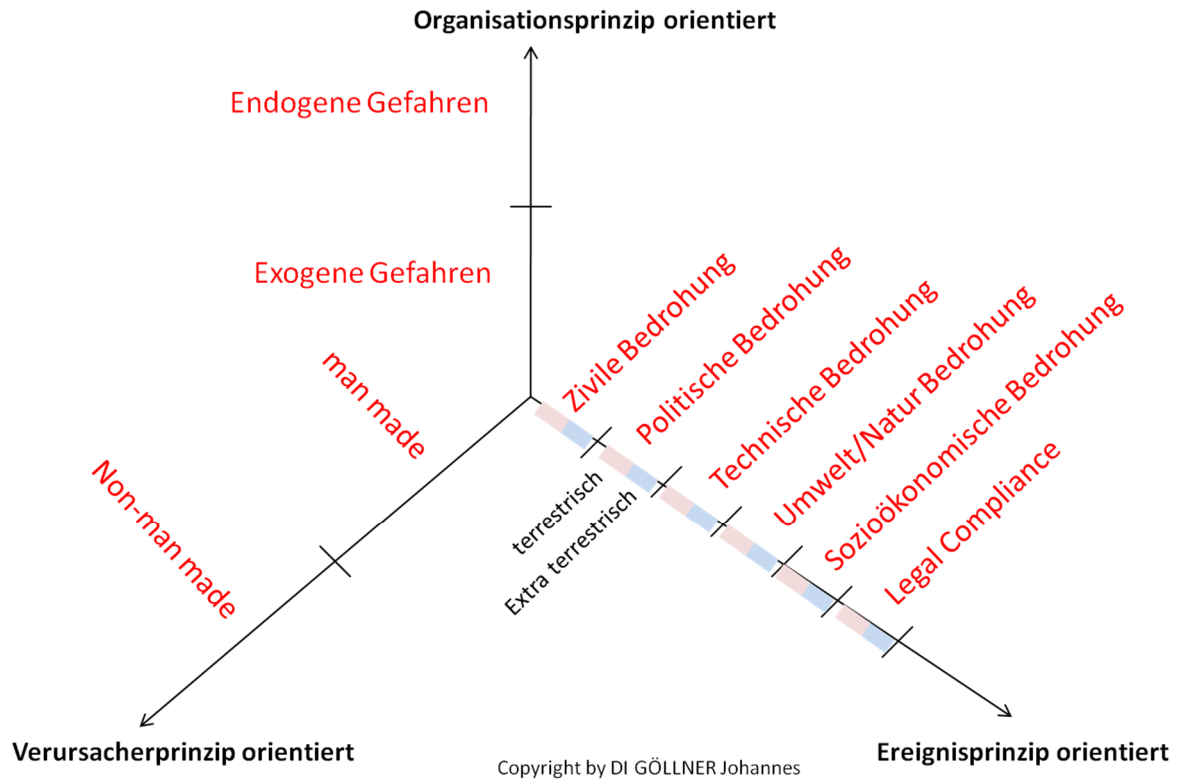 Organisationsprinzip orientiert
Endogene Gefahren
Exogene Gefahren
man made
Non-man made
Zivile Bedrohung
Politische Bedrohung
Technische Bedrohung
Umwelt/Natur Bedrohung
Sozioökonomische Bedrohung
Legal Compliance
terrestrisch
Extra terrestrisch
Verursacherprinzip orientiert
Ereignisprinzip orientiert
Copyright by DI GÖLLNER Johannes